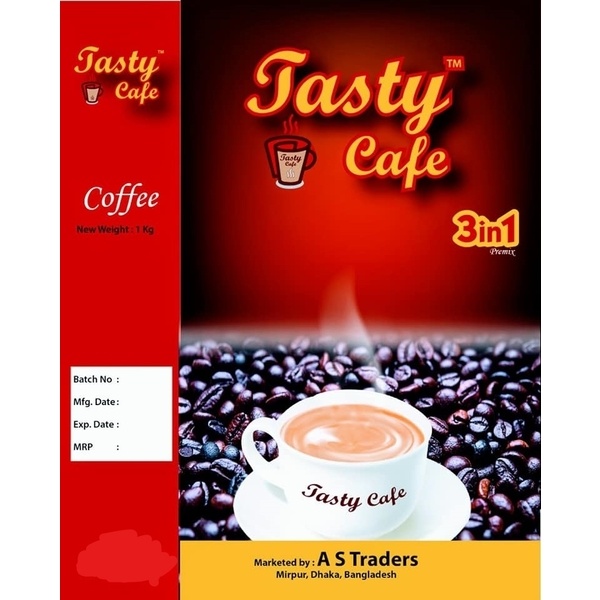 Tasty™
Cafe
Coffee
New Weight : 1 Kg
Batch No :
Mfg. Date :
Exp. Date :
MRP :
Tasty™
Cafe
Tasty
Cafe
3in1
Premix
Tasty Cafe
Marketed by : A S Traders
Mirpur, Dhaka, Bangladesh